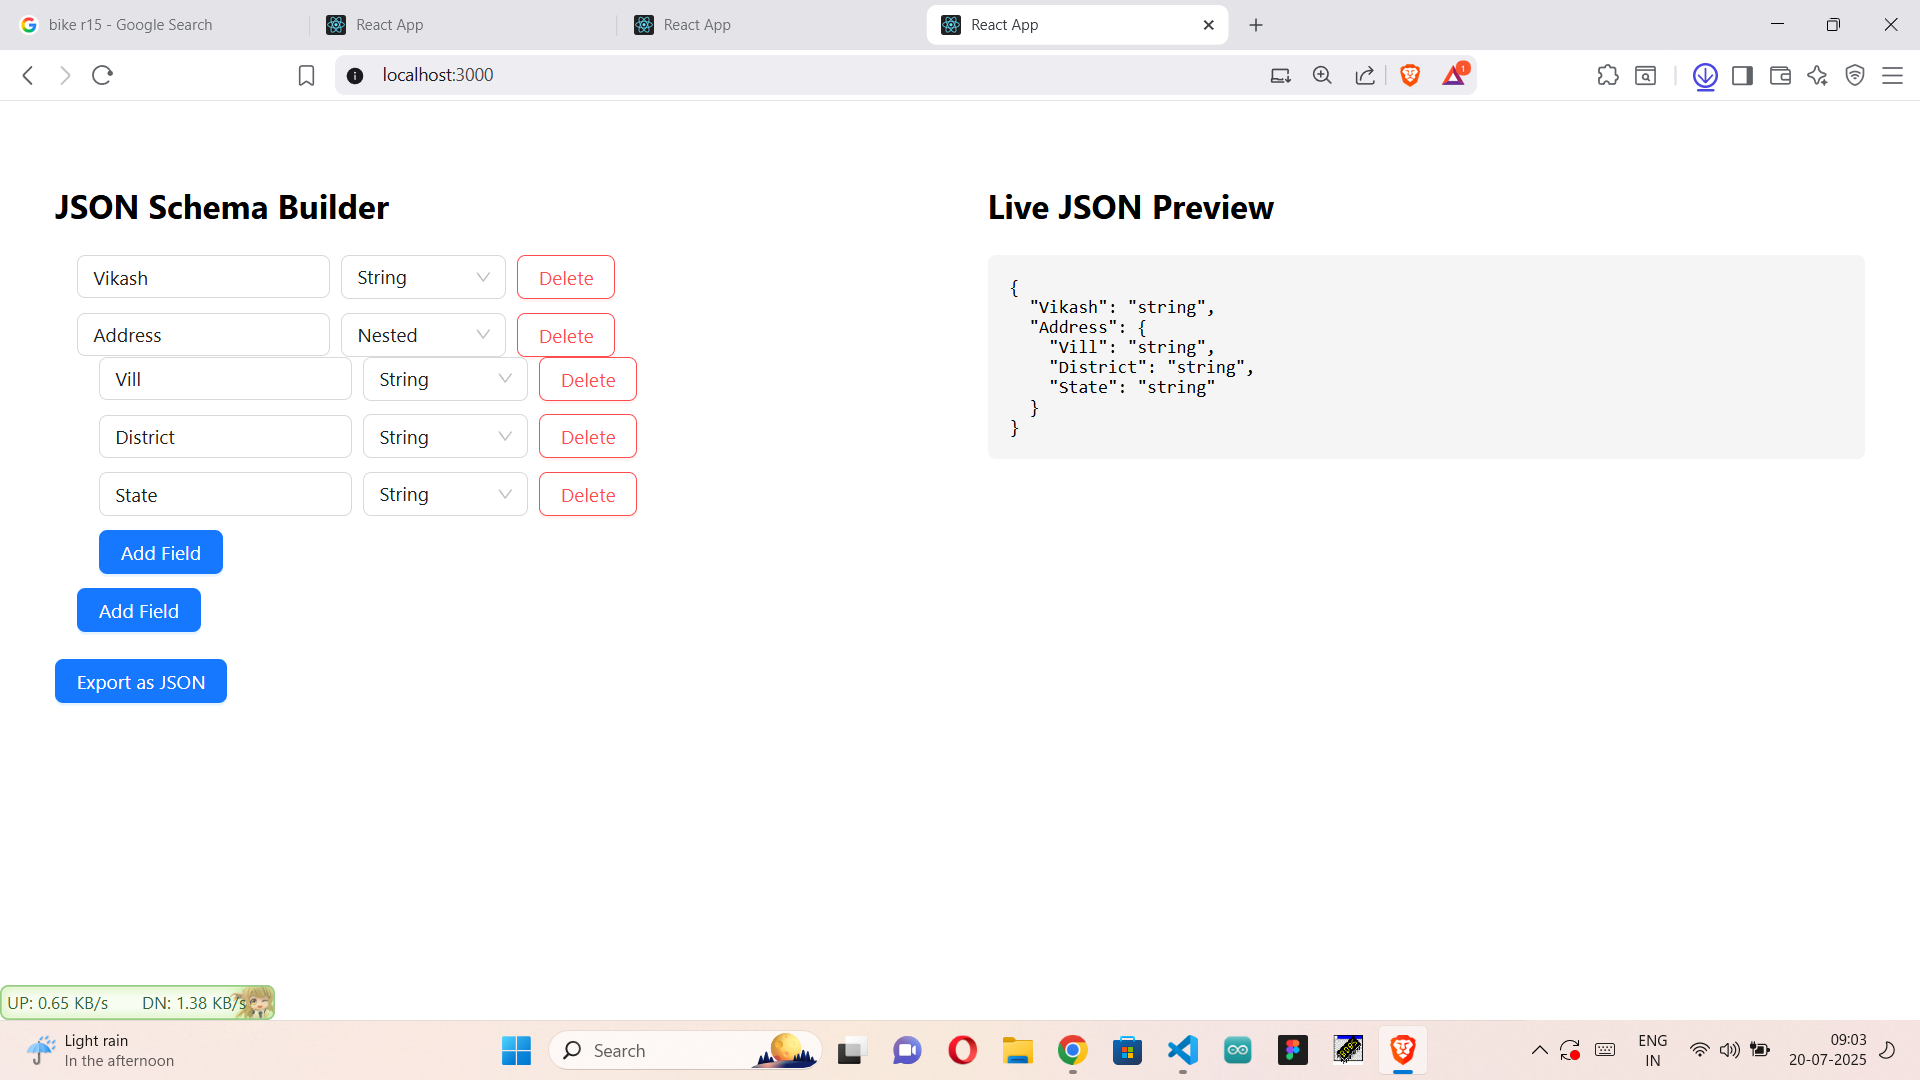 bike r15 - Google Search
React App
React App
React App
localhost:3000
1
JSON Schema Builder
Vikash String Delete
Address Nested Delete
Vill String Delete
District String Delete
State String Delete
Add Field
Add Field
Export as JSON
Live JSON Preview
{
"Vikash": "string",
"Address": {
"Vill": "string",
"District": "string",
"State": "string"
}
}
UP: 0.65 KB/s DN: 1.38 KB/s
Light rain
In the afternoon
Search
ENG
IN
09:03
20-07-2025